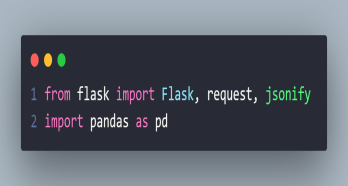 1 from flask import Flask, request, jsonify
2 import pandas as pd